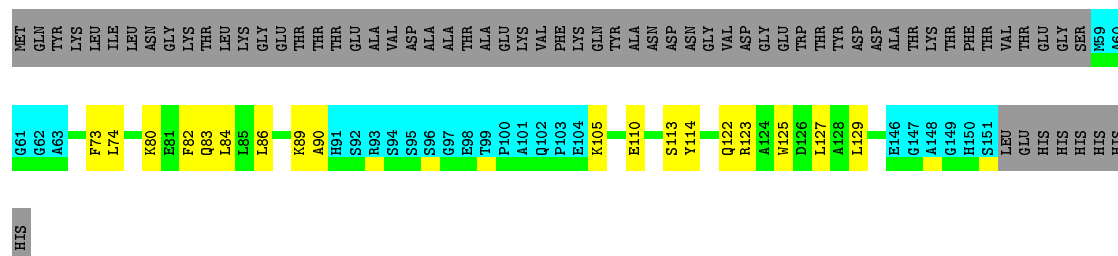 MET GLN TYR LYS LEU ILE LEU ASN GLY LYS THR LEU LYS GLY GLU THR THR THR GLU ALA VAL ASP ALA ALA THR ALA GLU LYS VAL PHE LYS GLN TYR ALA ASN ASP ASN GLY VAL ASP GLY GLU TRP THR TYR ASP ASP ALA THR LYS THR PHE THR VAL THR GLU GLY SER M59 A60
G61 G62 A63 F73 L74 K80 E81 F82 Q83 L84 L85 L86 K89 A90 H91 S92 R93 S94 S95 S96 G97 E98 T99 P100 A101 Q102 P103 E104 K105 E110 S113 Y114 Q122 R123 A124 W125 D126 L127 A128 L129 E146 G147 A148 G149 H150 S151 LEU GLU HIS HIS HIS HIS HIS
HIS